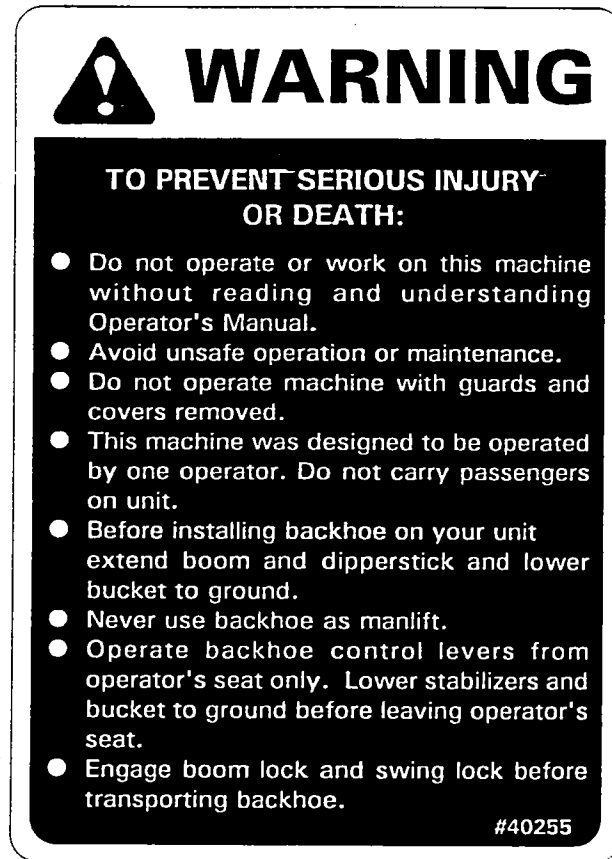 WARNING
TO PREVENT SERIOUS INJURY
OR DEATH:
● Do not operate or work on this machine
without reading and understanding
Operator's Manual.
● Avoid unsafe operation or maintenance.
● Do not operate machine with guards and
covers removed.
● This machine was designed to be operated
by one operator. Do not carry passengers
on unit.
● Before installing backhoe on your unit
extend boom and dipperstick and lower
bucket to ground.
● Never use backhoe as manlift.
● Operate backhoe control levers from
operator's seat only. Lower stabilizers and
bucket to ground before leaving operator's
seat.
● Engage boom lock and swing lock before
transporting backhoe.
#40255